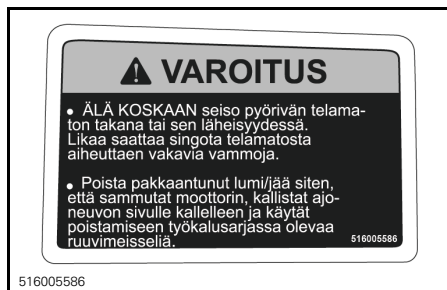 VAROITUS
• ÄLÄ KOSKAAN seiso pyörivän telama-
ton takana tai sen läheisyydessä.
Likaa saattaa singota telamatosta
aiheuttaen vakavia vammoja.
• Poista pakkaantunut lumi/jää siten,
että sammutat moottorin, kallistat ajo-
neuvon sivulle kallelleen ja käytät
poistamiseen työkalusarjassa olevaa
ruuvimeisseliä.
516005586
516005586